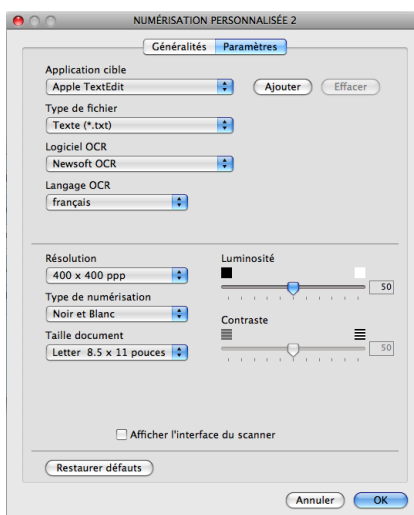 NUMÉRISATION PERSONNALISÉE 2
Généralités Paramètres
Application cible
Apple TextEdit Ajouter Effacer
Type de fichier
Texte (*.txt)
Logiciel OCR
Newsoft OCR
Langage OCR
français
Résolution Luminosité
400 x 400 ppp 50
Type de numérisation
Noir et Blanc
Contraste
Taille document
Letter 8.5 x 11 pouces 50
Afficher l'interface du scanner
Restaurer défauts
Annuler OK